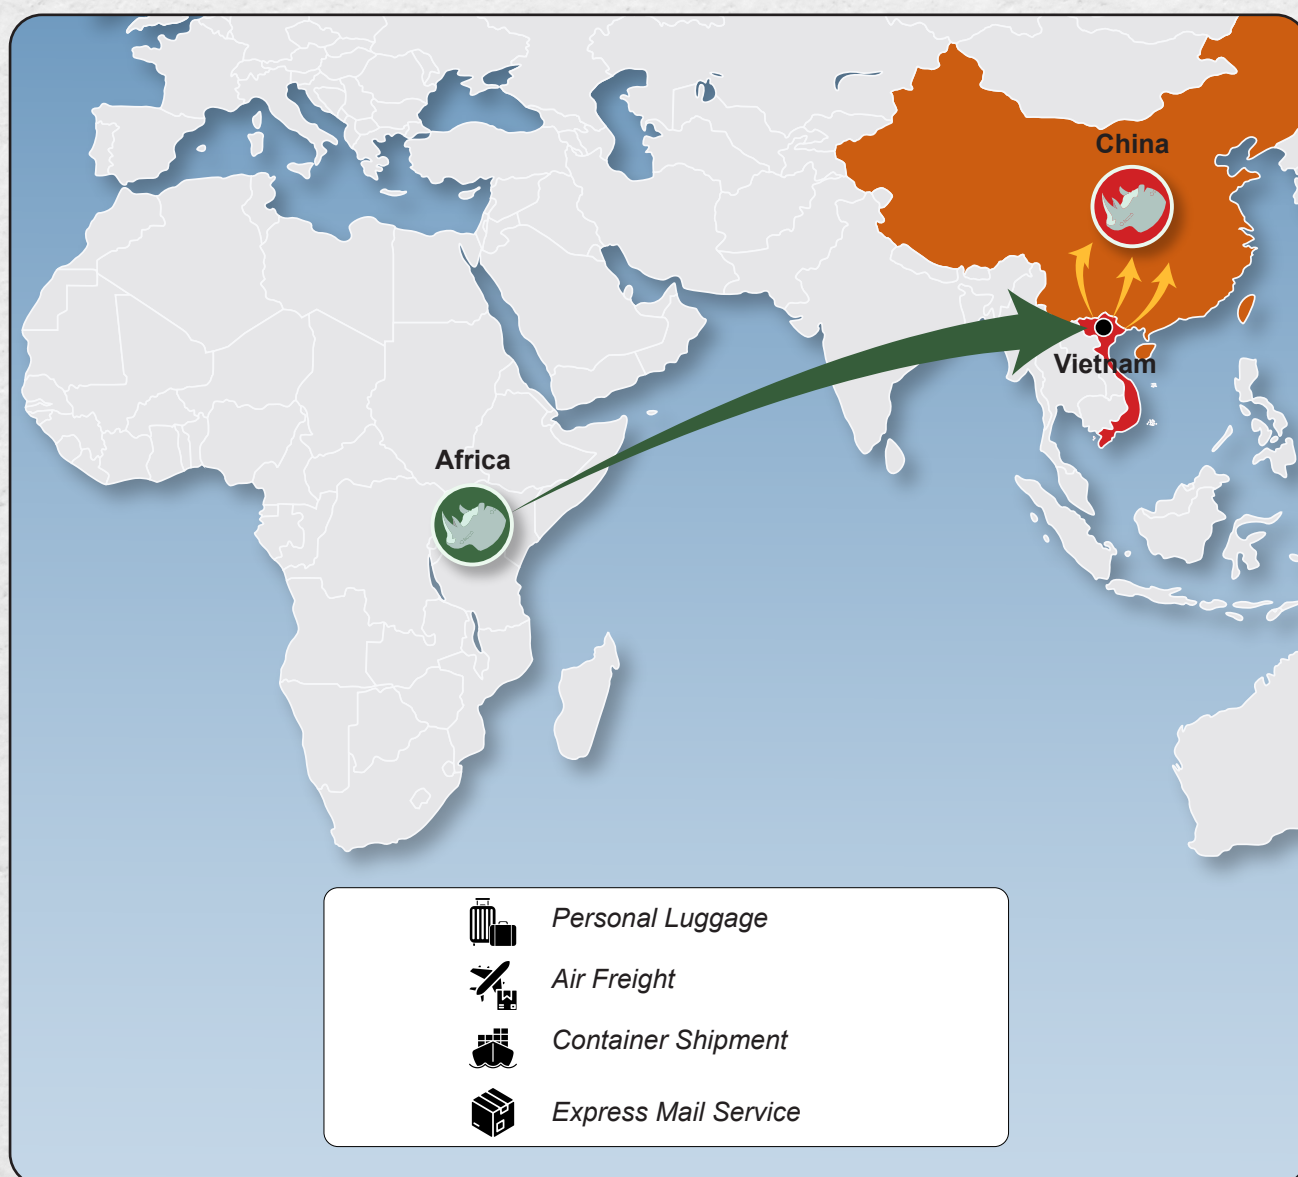 China
Vietnam
Africa
Personal Luggage
Air Freight
Container Shipment
Express Mail Service